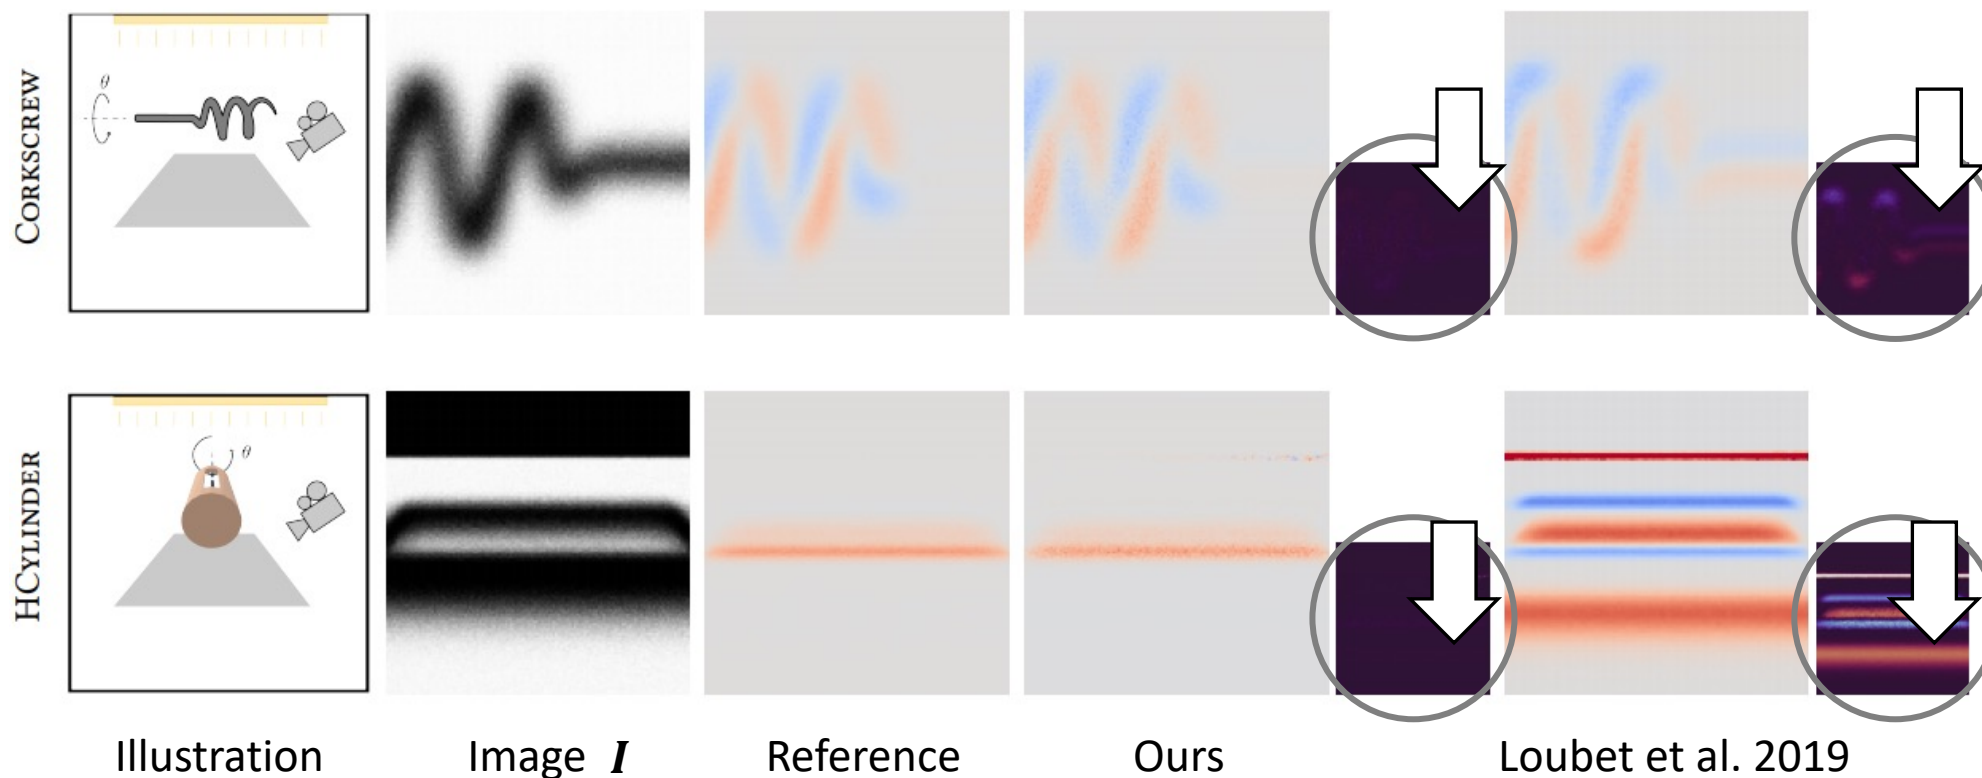 CORKSCREW
θ
HCYLINDER
θ
Illustration
Image I
Reference
Ours
Loubet et al. 2019